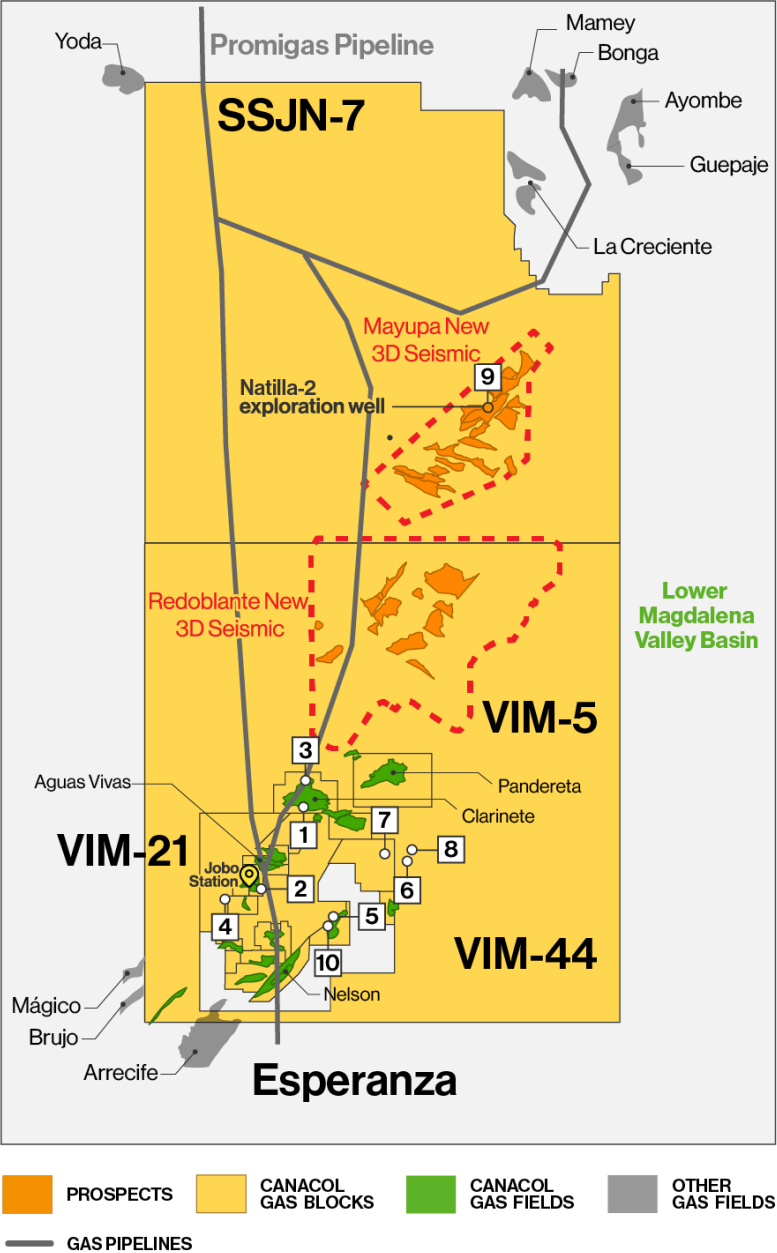 Mamey
Yoda
Promigas Pipeline
Bonga
SSJN-7
Ayombe
Guepaje
La Creciente
Mayupa New
3D Seismic
9
Natilla-2
exploration well
Redoblante New
3D Seismic
Lower
Magdalena
Valley Basin
VIM-5
3
Aguas Vivas
Pandereta
Clarinete
7
1
VIM-21
8
Jobo
Station
2
6
5
4
VIM-44
10
Nelson
Mágico
Brujo
Arrecife
Esperanza
PROSPECTS
CANACOL
GAS BLOCKS
CANACOL
GAS FIELDS
OTHER
GAS FIELDS
GAS PIPELINES